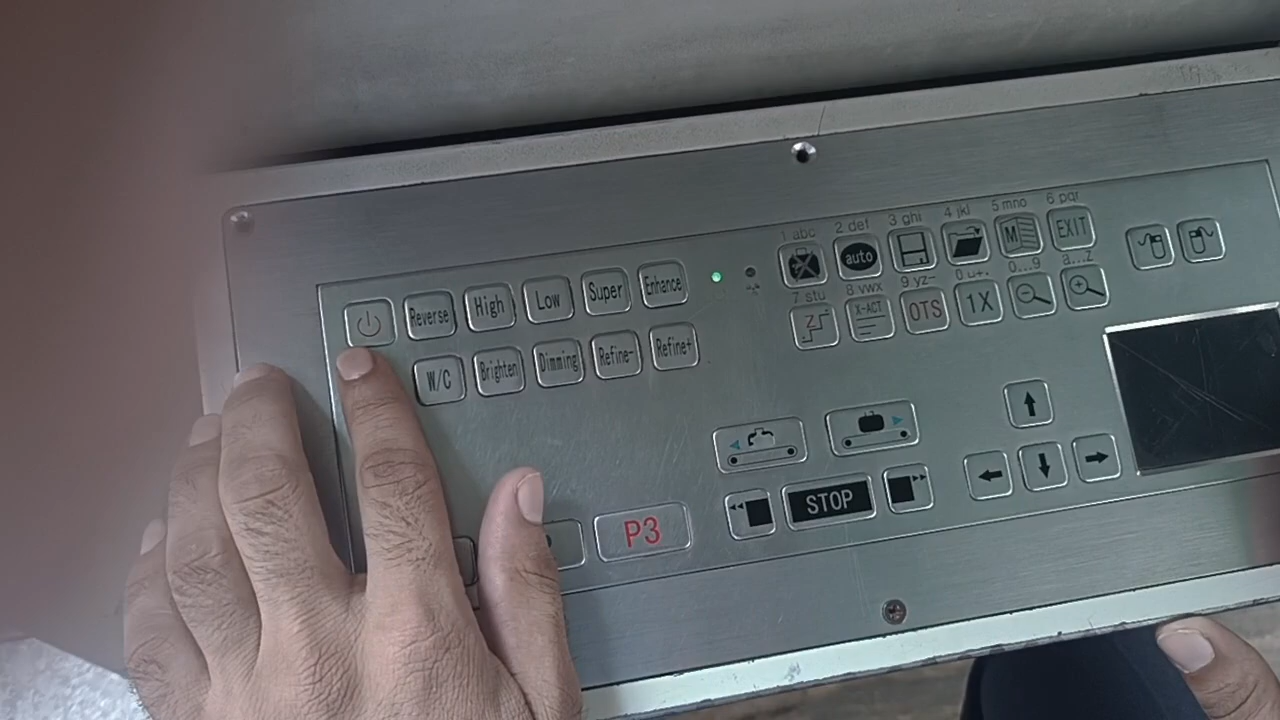 1 abc 2 def 3 ghi 4 jkl 5 mno 6 pqr
auto M EXIT
Reverse High Low Super Enhance
7 stu 8 vwx 9 yz- 0 u+. 0...9 a...z
Z X-ACT OTS 1X
W/C Brighten Dimming Refine- Refine+
STOP
P3